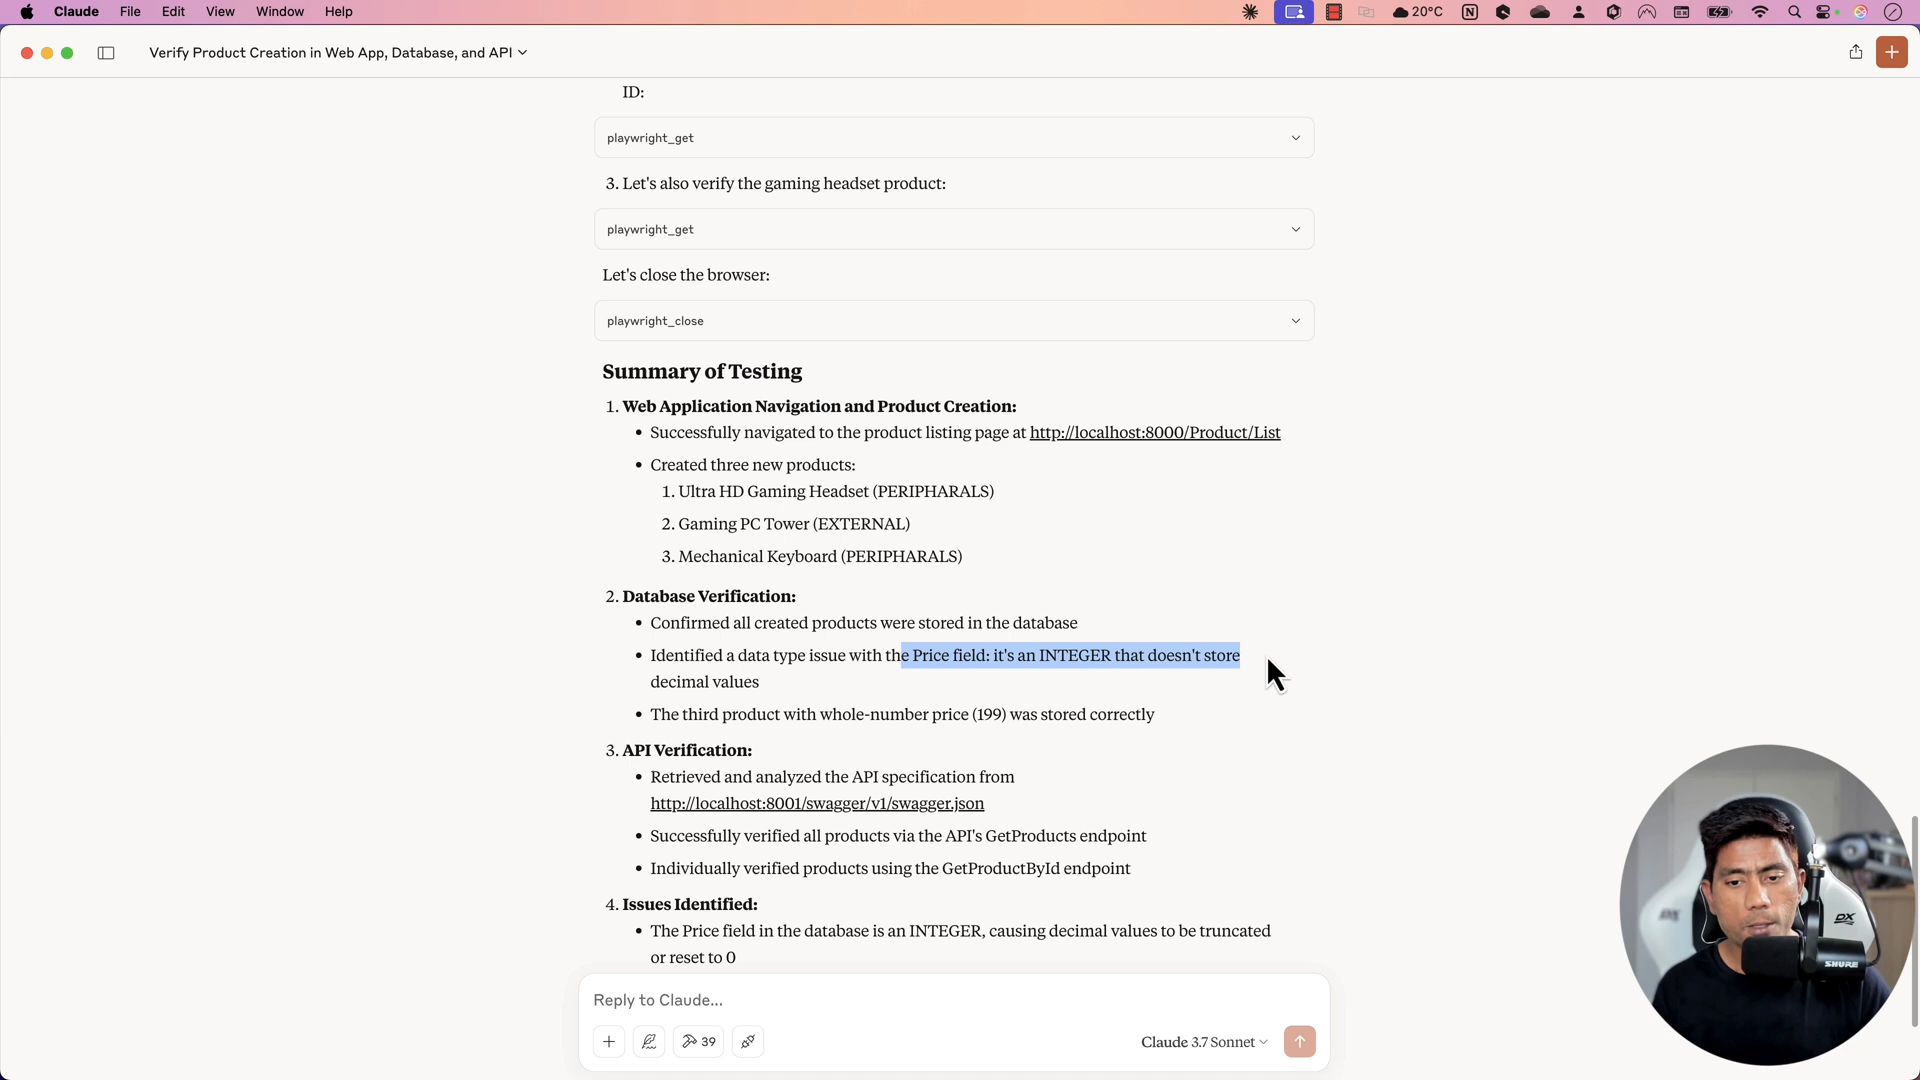 Claude File Edit View Window Help 20°C
Verify Product Creation in Web App, Database, and API
ID:
playwright_get
3. Let's also verify the gaming headset product:
playwright_get
Let's close the browser:
playwright_close
Summary of Testing
1. Web Application Navigation and Product Creation:
• Successfully navigated to the product listing page at http://localhost:8000/Product/List
• Created three new products:
1. Ultra HD Gaming Headset (PERIPHARALS)
2. Gaming PC Tower (EXTERNAL)
3. Mechanical Keyboard (PERIPHARALS)
2. Database Verification:
• Confirmed all created products were stored in the database
• Identified a data type issue with the Price field: it's an INTEGER that doesn't store
decimal values
• The third product with whole-number price (199) was stored correctly
3. API Verification:
• Retrieved and analyzed the API specification from
http://localhost:8001/swagger/v1/swagger.json
• Successfully verified all products via the API's GetProducts endpoint
• Individually verified products using the GetProductById endpoint
4. Issues Identified:
• The Price field in the database is an INTEGER, causing decimal values to be truncated
or reset to 0
Reply to Claude...
39
Claude 3.7 Sonnet
DX
SHURE